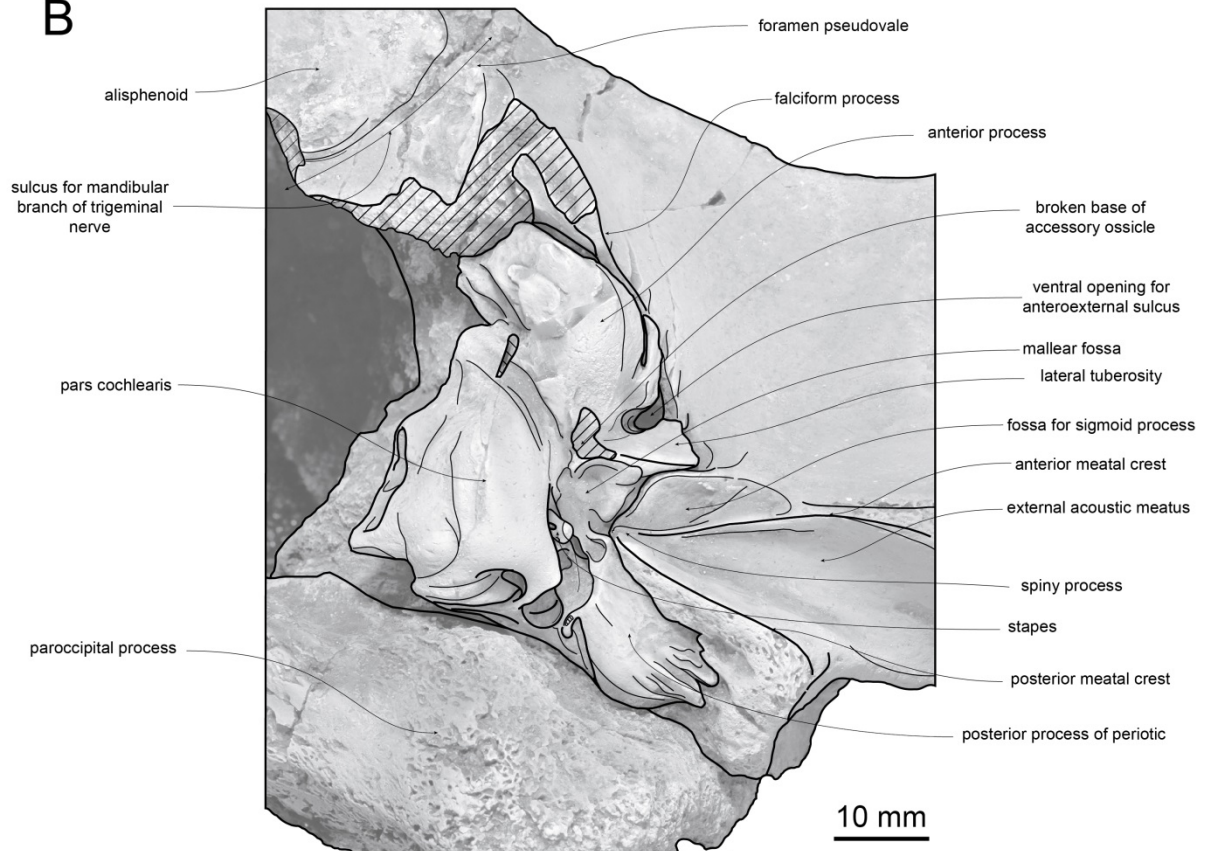 B
foramen pseudovale
alisphenoid
falciform process
anterior process
sulcus for mandibular
branch of trigeminal
nerve
broken base of
accessory ossicle
ventral opening for
anteroexternal sulcus
mallear fossa
lateral tuberosity
pars cochlearis
fossa for sigmoid process
anterior meatal crest
external acoustic meatus
spiny process
stapes
paroccipital process
posterior meatal crest
posterior process of periotic
10 mm